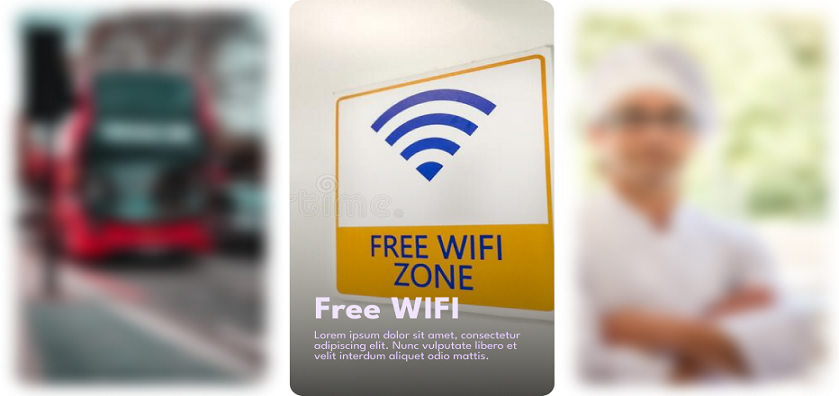 FREE WIFI
ZONE
Free WIFI
Lorem ipsum dolor sit amet, consectetur
adipiscing elit. Nunc vulputate libero et
velit interdum aliquet odio mattis.